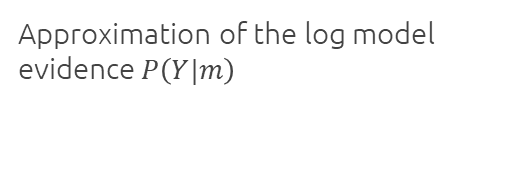 Approximation of the log model
evidence P(Y|m)